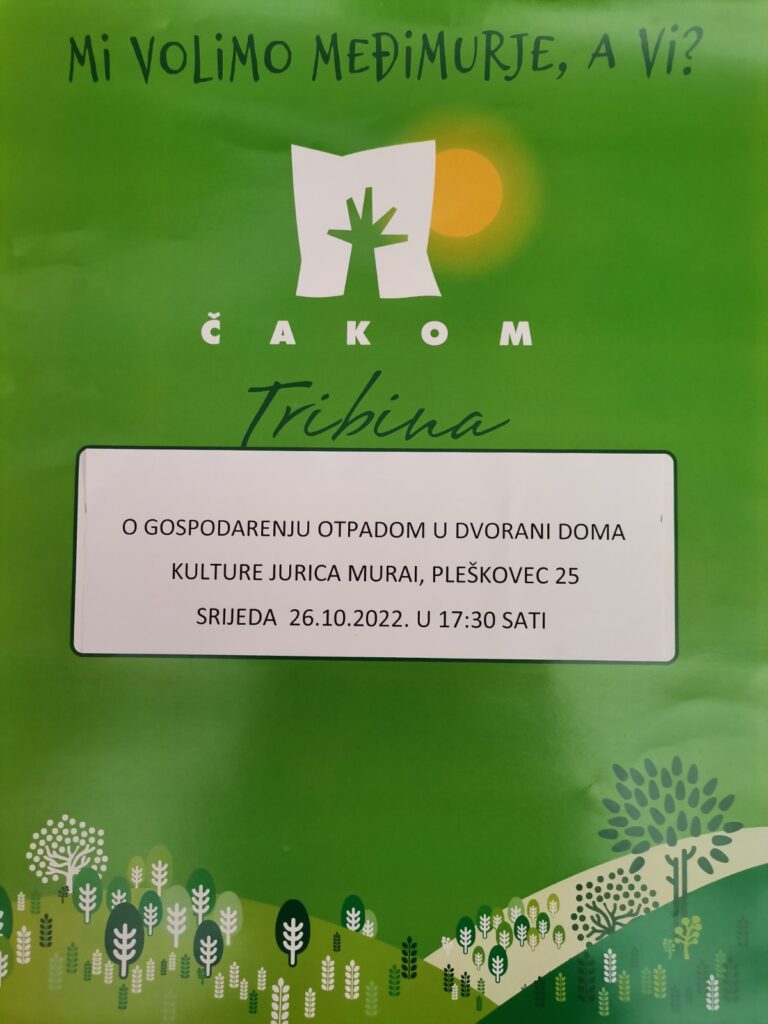 Mi VOLiMO MEĐiMURJE, A Vi?
ČAKOM
Tribina
O GOSPODARENJU OTPADOM U DVORANI DOMA
KULTURE JURICA MURAI, PLEŠKOVEC 25
SRIJEDA 26.10.2022. U 17:30 SATI